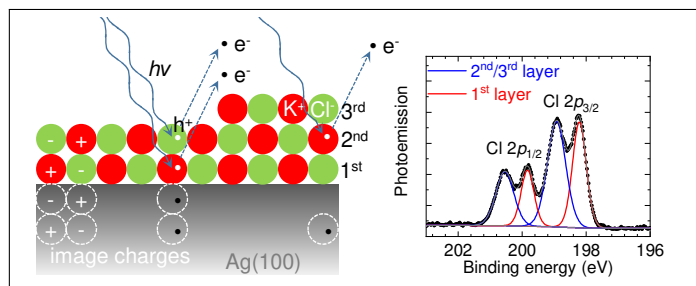 hν
e-
e-
e-
h+
K+ Cl-
3rd
2nd
1st
- +
+ -
- +
+ -
image charges
Ag(100)
2nd/3rd layer
1st layer
Cl 2p3/2
Cl 2p1/2
Photoemission
202 200 198 196
Binding energy (eV)